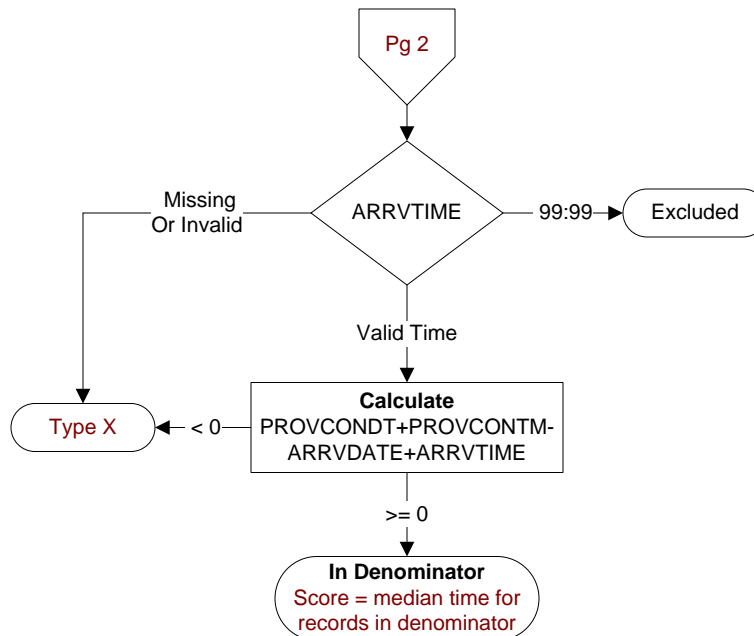 Pg 2
Missing
Or Invalid
ARRVTIME
99:99
Excluded
Valid Time
Type X
< 0
Calculate
PROVCONDT+PROVCONTM-
ARRVDATE+ARRVTIME
>= 0
In Denominator
Score = median time for
records in denominator